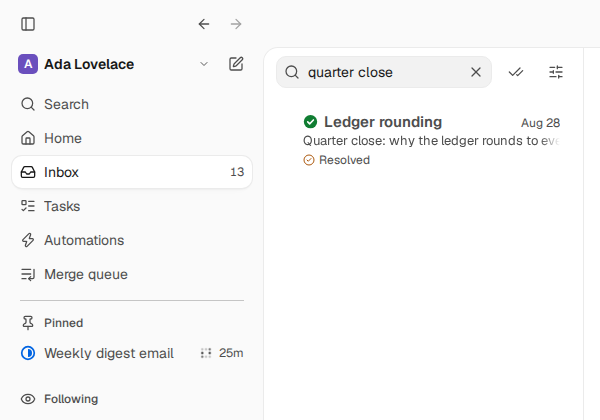 A Ada Lovelace
Search
Home
Inbox 13
Tasks
Automations
Merge queue
Pinned
Weekly digest email 25m
Following
quarter close
Ledger rounding Aug 28
Quarter close: why the ledger rounds to
Resolved